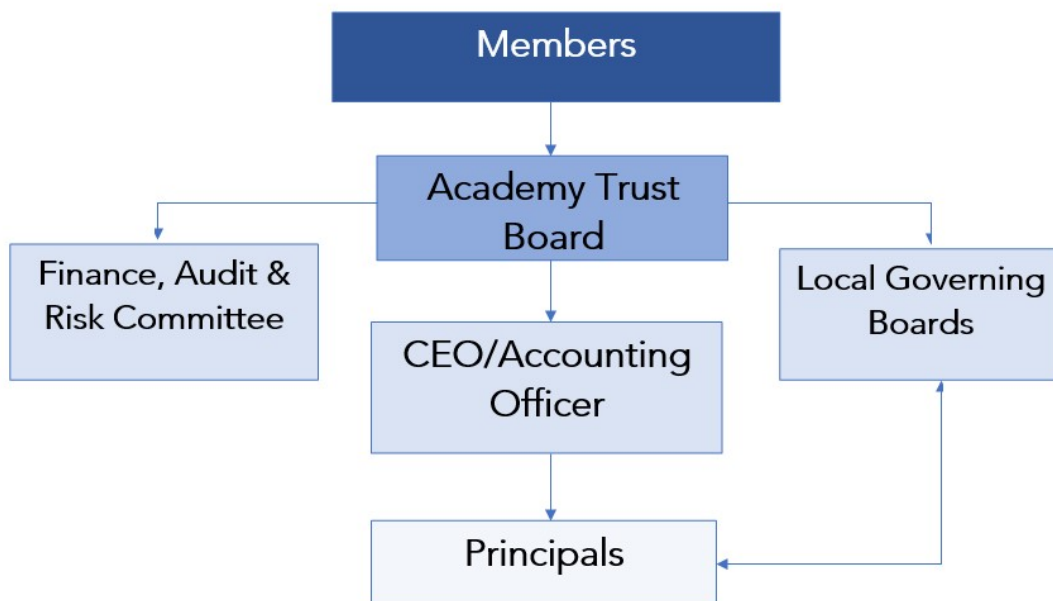 Members
Academy Trust
Board
Finance, Audit &
Risk Committee
CEO/Accounting
Officer
Local Governing
Boards
Principals